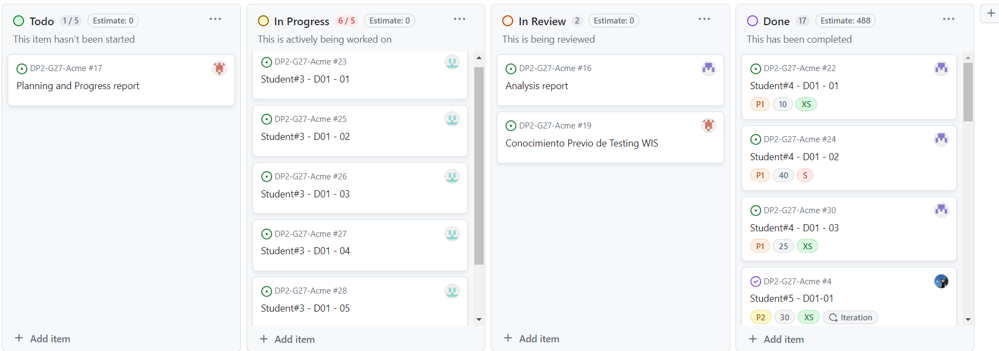 Todo 1 / 5 Estimate: 0 ...
This item hasn't been started
DP2-G27-Acme #17
Planning and Progress report
+ Add item
In Progress 6 / 5 Estimate: 0 ...
This is actively being worked on
DP2-G27-Acme #23
Student#3 - D01 - 01
DP2-G27-Acme #25
Student#3 - D01 - 02
DP2-G27-Acme #26
Student#3 - D01 - 03
DP2-G27-Acme #27
Student#3 - D01 - 04
DP2-G27-Acme #28
Student#3 - D01 - 05
+ Add item
In Review 2 Estimate: 0 ...
This is being reviewed
DP2-G27-Acme #16
Analysis report
DP2-G27-Acme #19
Conocimiento Previo de Testing WIS
+ Add item
Done 17 Estimate: 488 ...
This has been completed
DP2-G27-Acme #22
Student#4 - D01 - 01
P1 10 XS
DP2-G27-Acme #24
Student#4 - D01 - 02
P1 40 S
DP2-G27-Acme #30
Student#4 - D01 - 03
P1 25 XS
DP2-G27-Acme #4
Student#5 - D01-01
P2 30 XS Iteration
+ Add item
+